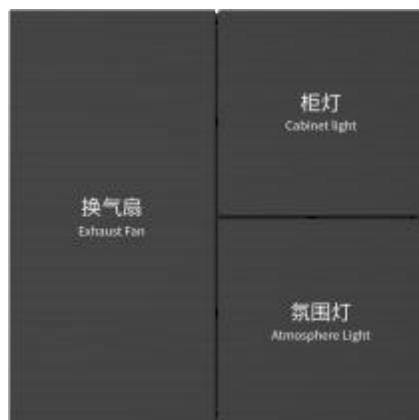 换气扇
Exhaust Fan
柜灯
Cabinet light
氛围灯
Atmosphere Light